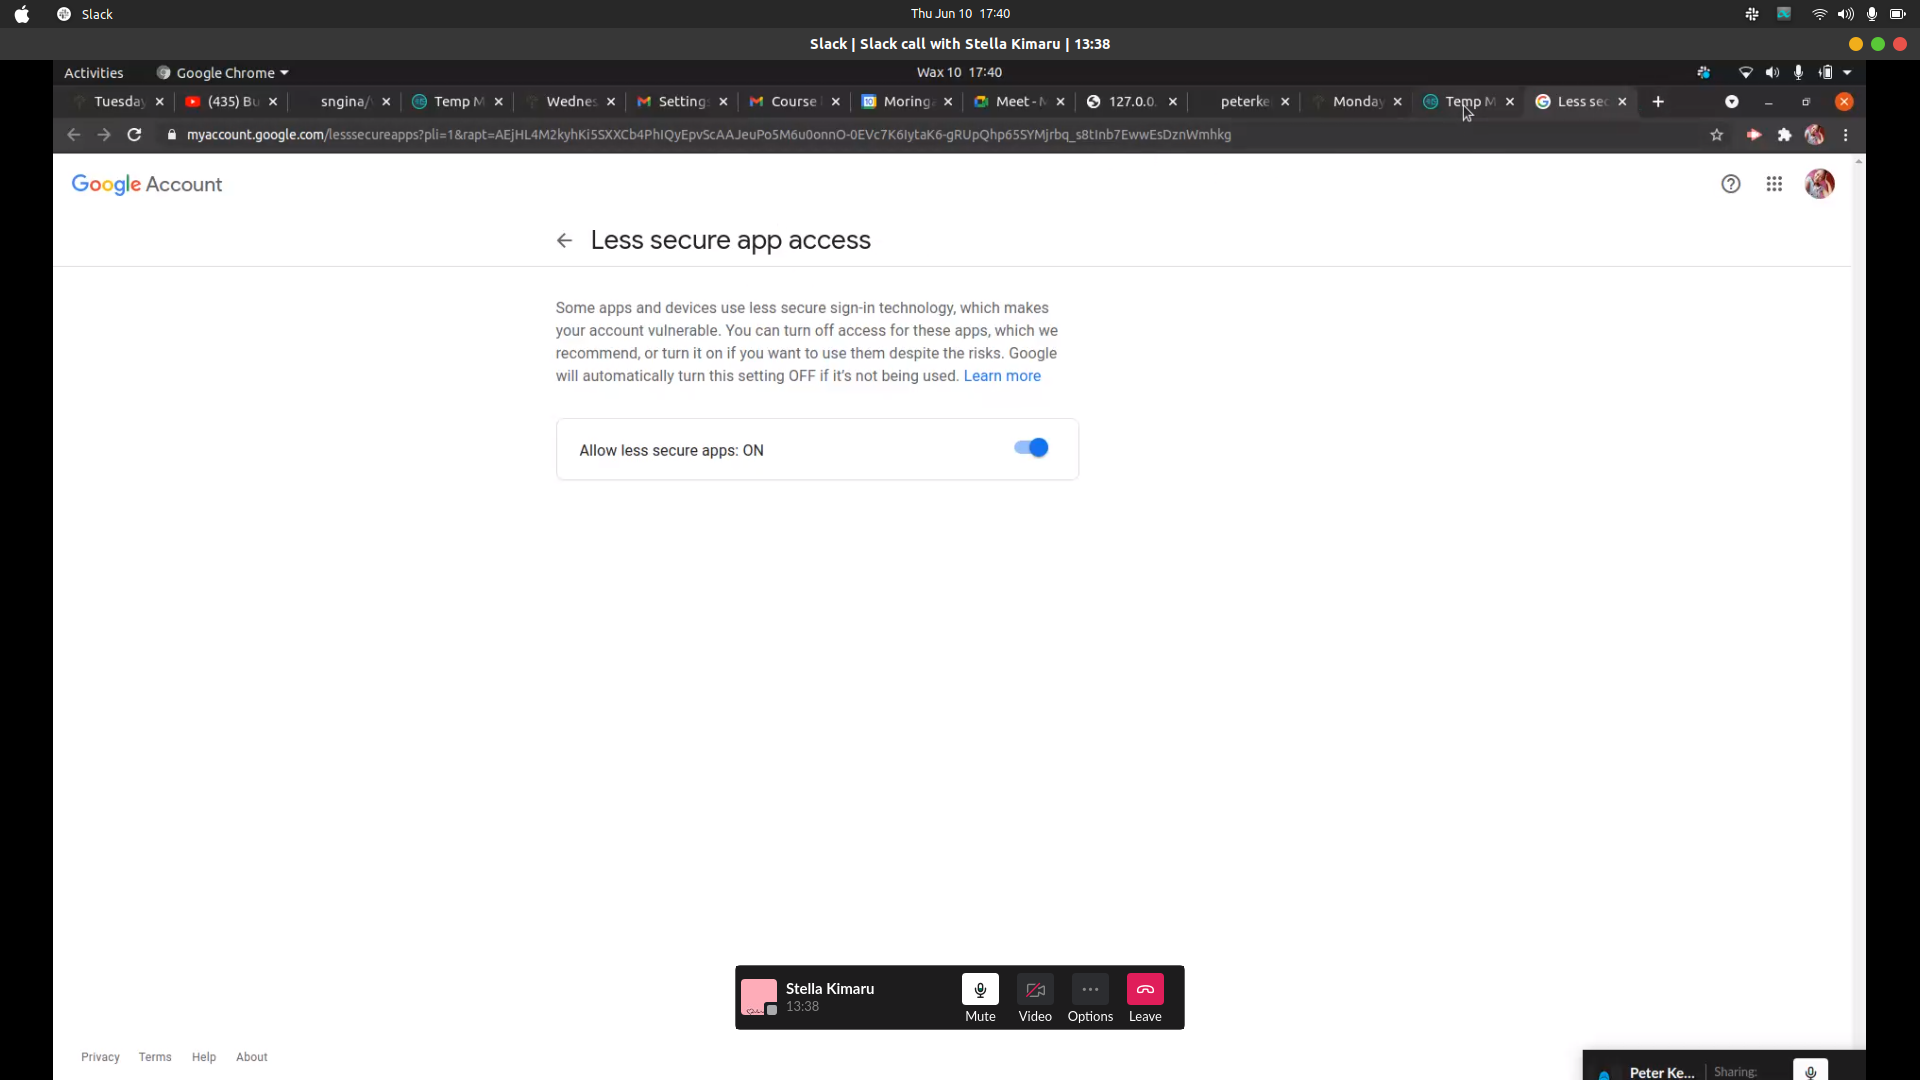 Slack
Thu Jun 10 17:40
Slack | Slack call with Stella Kimaru | 13:38
Activities
Google Chrome
Wax 10 17:40
Tuesday
(435) Bu
sngina/
Temp M
Wednes
Setting
Course
Moring
Meet - M
127.0.0.
peterke
Monday
Temp M
Less sec
myaccount.google.com/lesssecureapps?pli=1&rapt=AEjHL4M2kyhKi5SXXCb4PhIQyEpvScAAJeuPo5M6u0onnO-0EVc7K6IytaK6-gRUpQhp65SYMjrbq_s8tInb7EwwEsDznWmhkg
Google Account
Less secure app access
Some apps and devices use less secure sign-in technology, which makes
your account vulnerable. You can turn off access for these apps, which we
recommend, or turn it on if you want to use them despite the risks. Google
will automatically turn this setting OFF if it's not being used. Learn more
Allow less secure apps: ON
Stella Kimaru
13:38
Mute
Video
Options
Leave
Privacy
Terms
Help
About
Peter Ke...
Sharing: